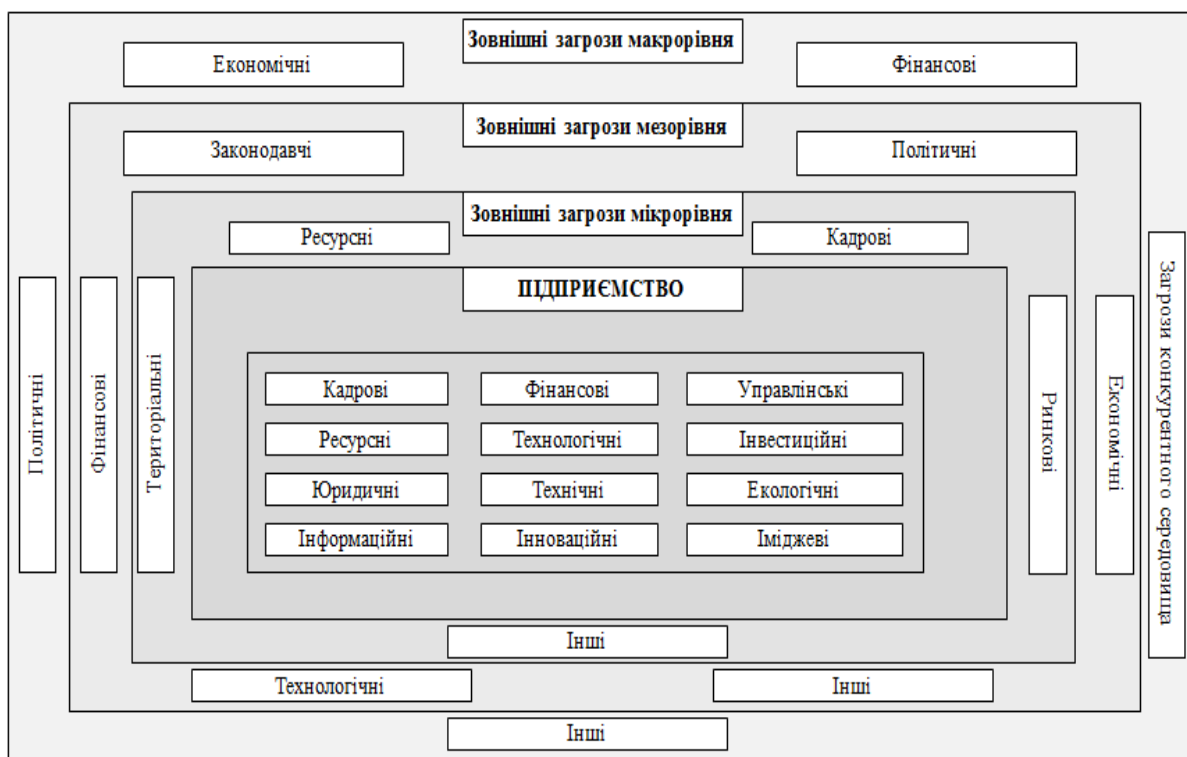 Зовнішні загрози макрорівня
Економічні
Фінансові
Зовнішні загрози мезорівня
Законодавчі
Політичні
Зовнішні загрози мікрорівня
Ресурсні
Кадрові
ПІДПРИЄМСТВО
Політичні
Фінансові
Територіальні
Кадрові
Фінансові
Управлінські
Ресурсні
Технологічні
Інвестиційні
Юридичні
Технічні
Екологічні
Інформаційні
Інноваційні
Іміджеві
Ринкові
Економічні
Загрози конкурентного середовища
Інші
Технологічні
Інші
Інші